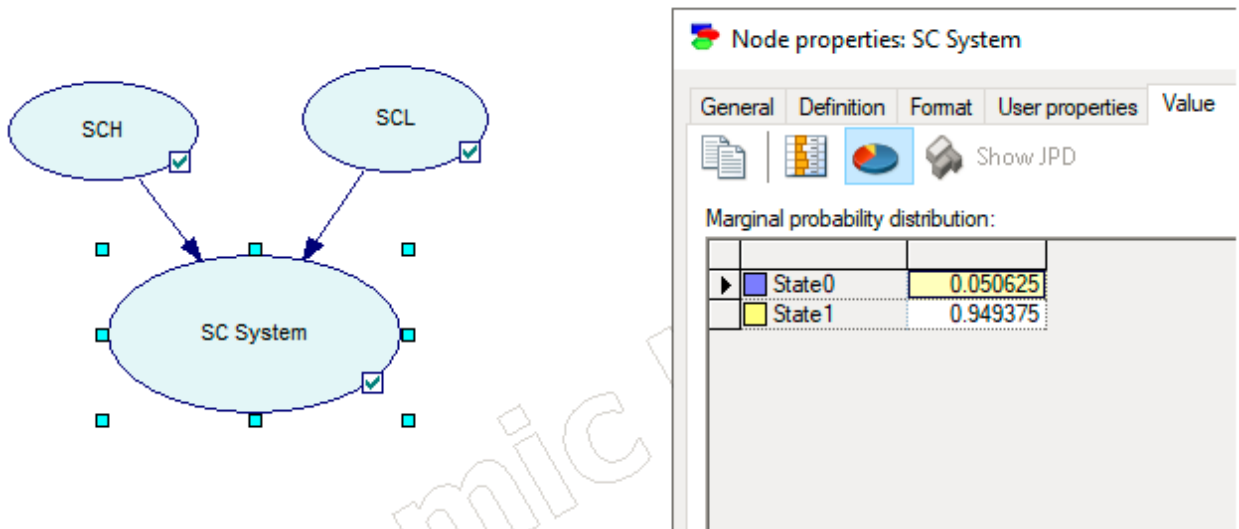 SCH
SCL
SC System
Node properties: SC System
General Definition Format User properties Value
Show JPD
Marginal probability distribution:
State0 0.050625
State1 0.949375